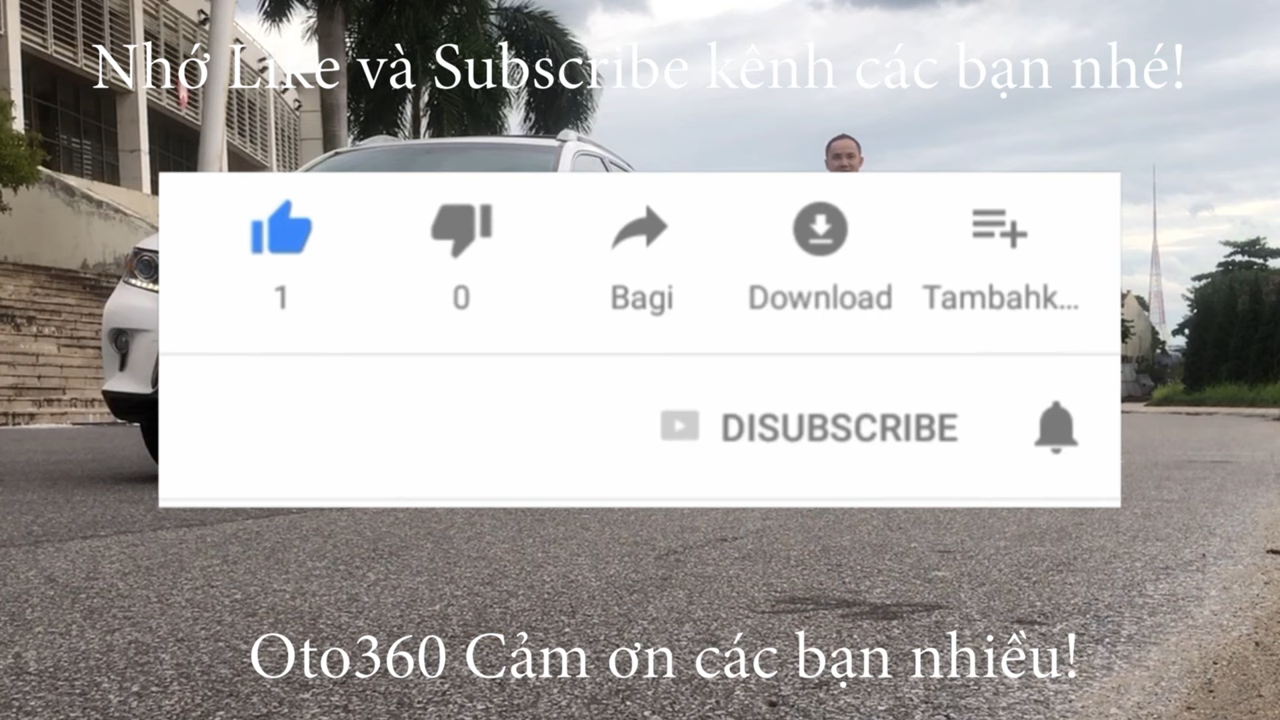 Nhớ Like và Subscribe kênh các bạn nhé!
1
0
Bagi
Download
Tambahk...
DISUBSCRIBE
Oto360 Cảm ơn các bạn nhiều!